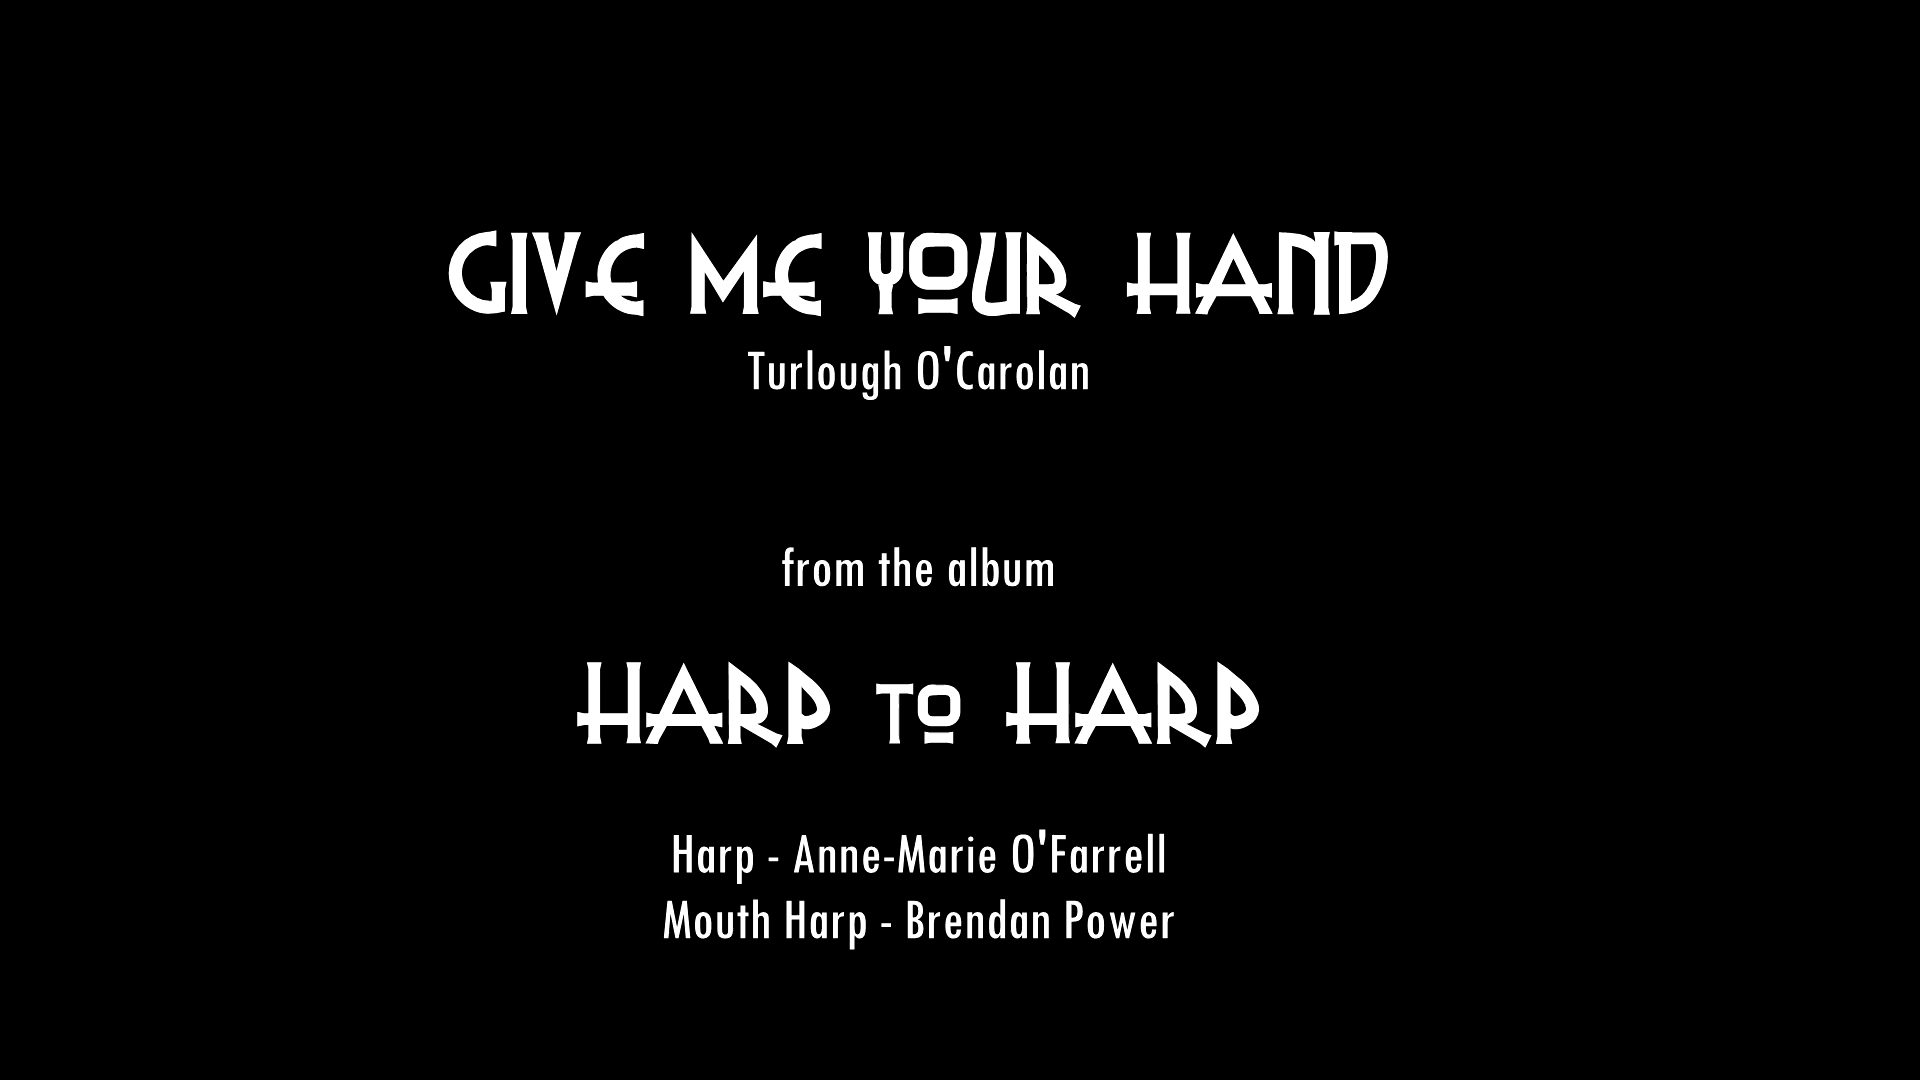 GIVE ME YOUR HAND
Turlough O'Carolan
from the album
HARP TO HARP
Harp - Anne-Marie O'Farrell
Mouth Harp - Brendan Power